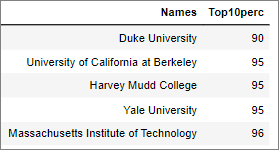 Names Top10perc
Duke University 90
University of California at Berkeley 95
Harvey Mudd College 95
Yale University 95
Massachusetts Institute of Technology 96